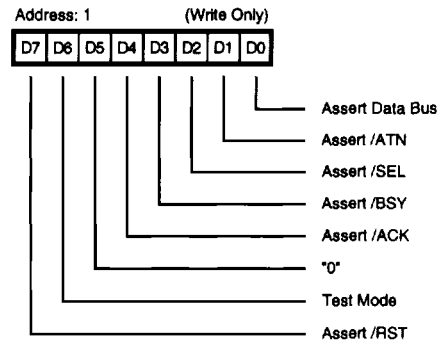 Address: 1 (Write Only)
D7 D6 D5 D4 D3 D2 D1 D0
Assert Data Bus
Assert /ATN
Assert /SEL
Assert /BSY
Assert /ACK
"0"
Test Mode
Assert /RST